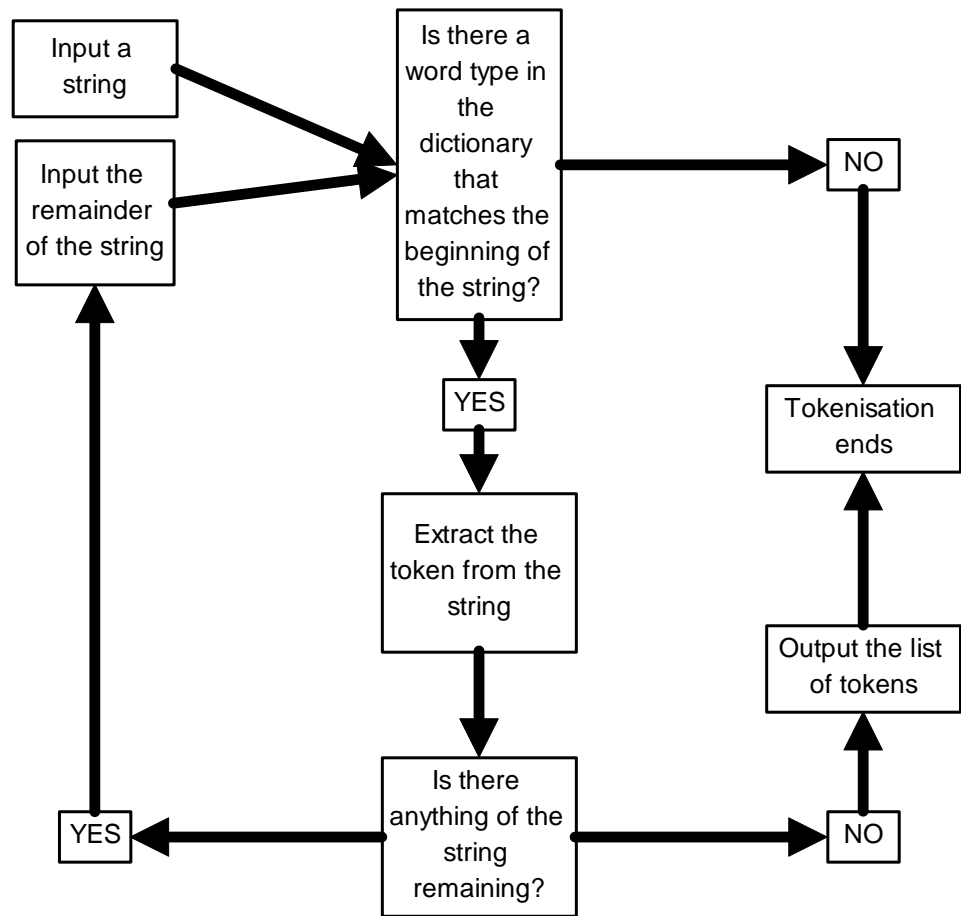 Input a
string
Input the
remainder
of the string
Is there a
word type in
the
dictionary
that
matches the
beginning of
the string?
NO
YES
Tokenisation
ends
Extract the
token from the
string
Output the list
of tokens
Is there
anything of the
string
remaining?
YES
NO